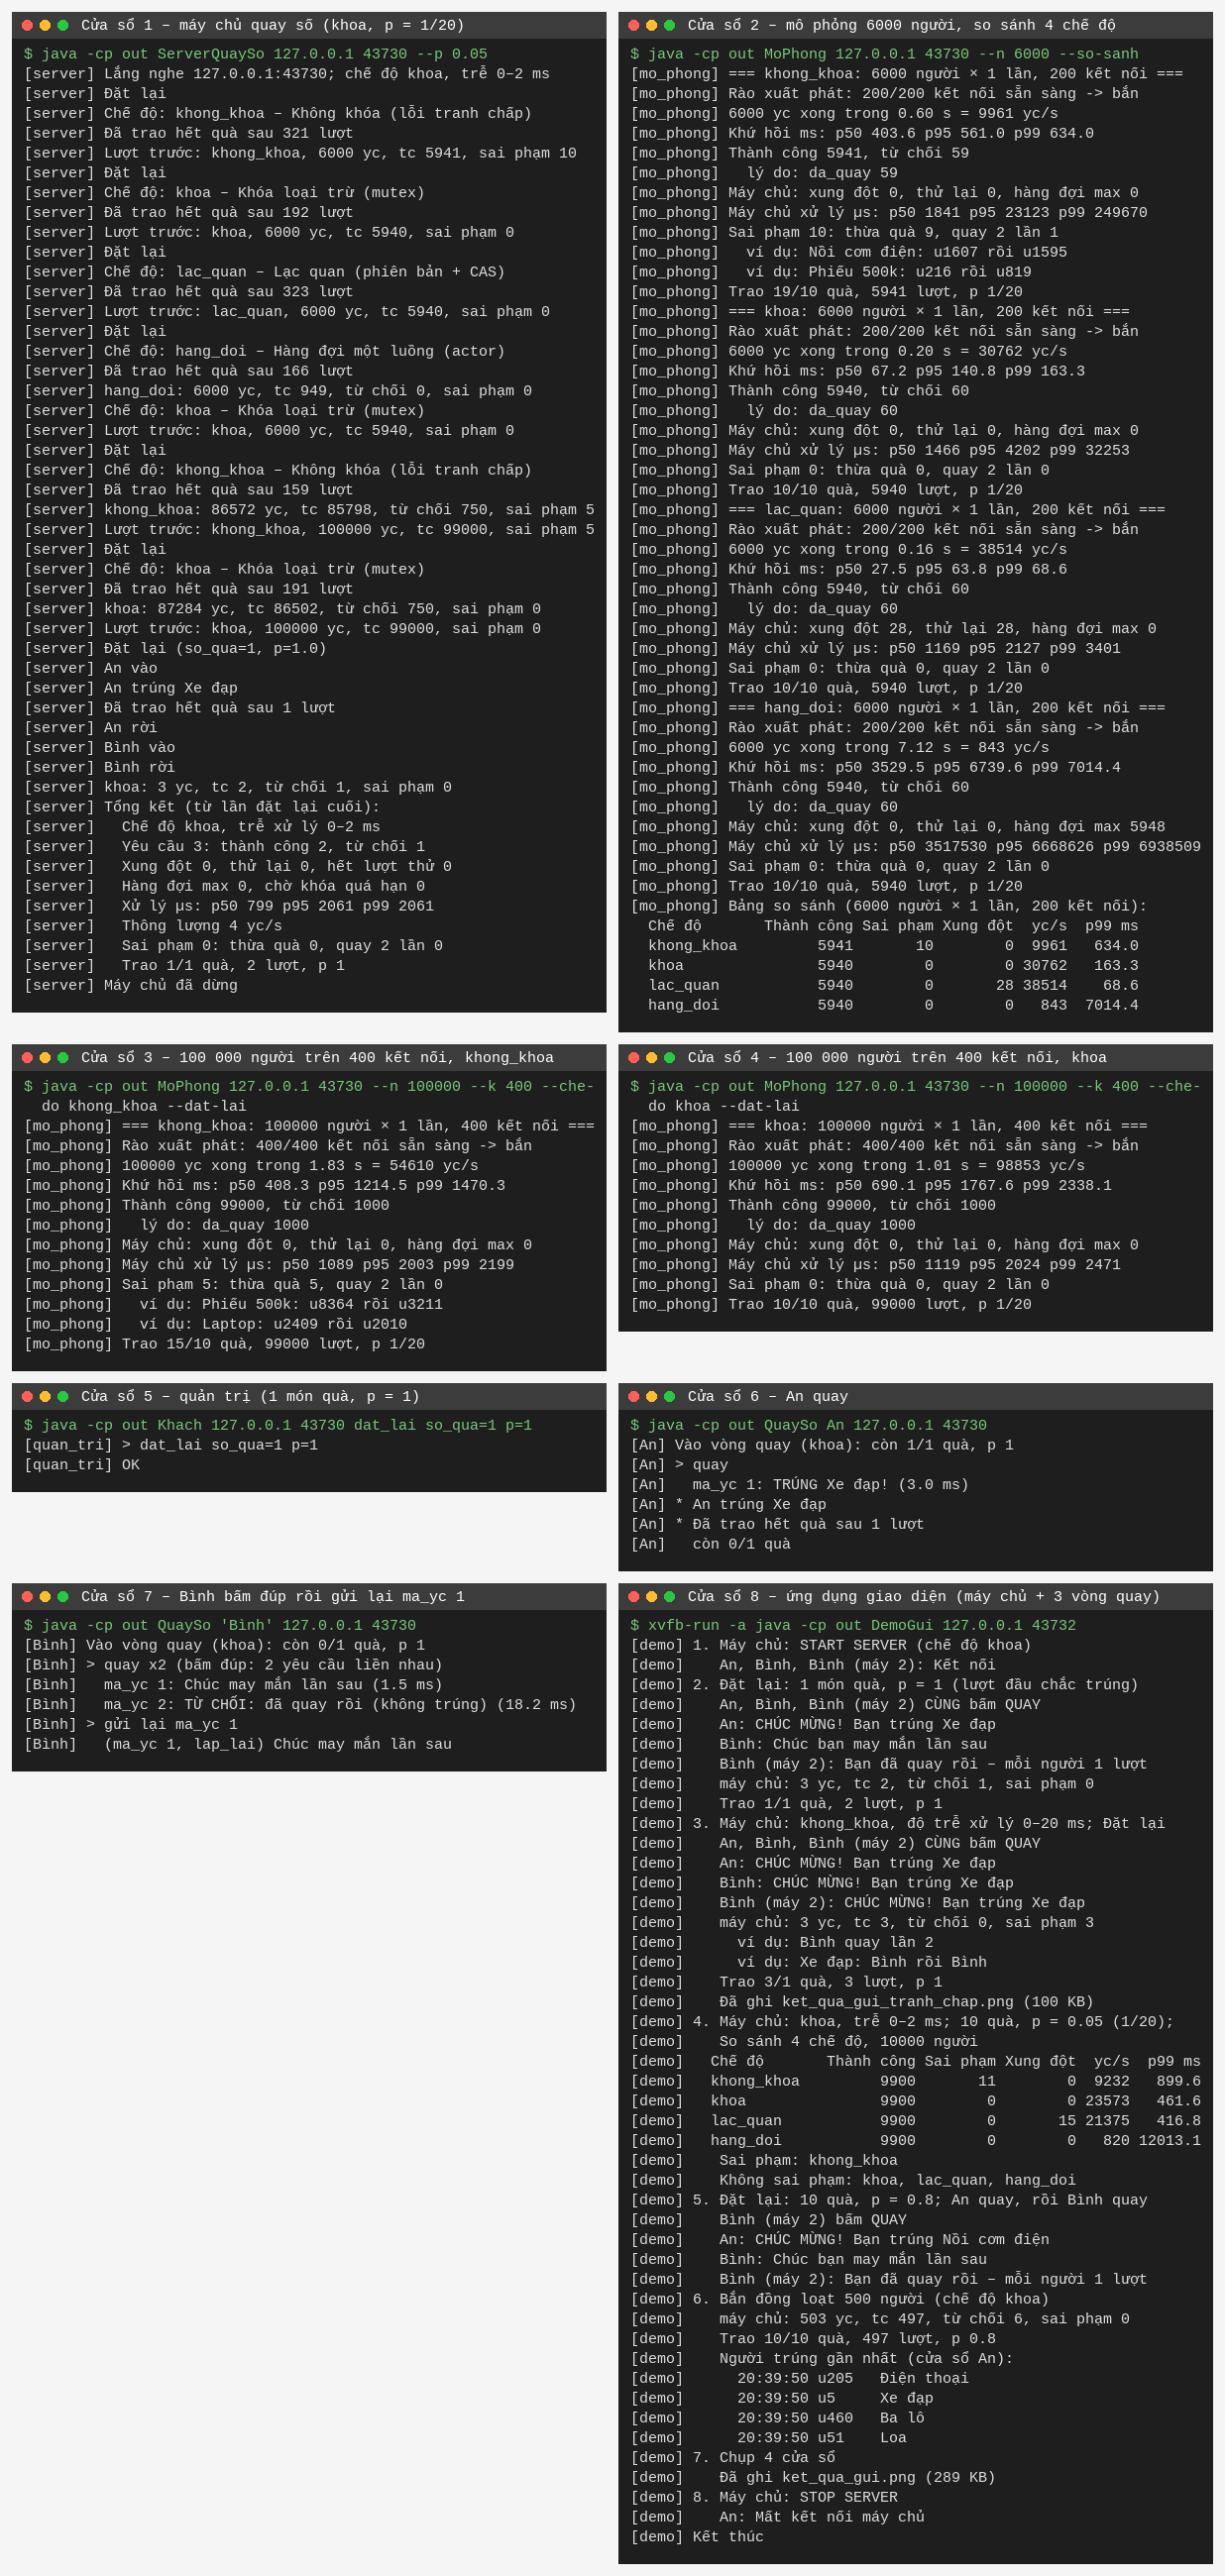 Cửa sổ 1 – máy chủ quay số (khoa, p = 1/20)
$ java -cp out ServerQuaySo 127.0.0.1 43730 --p 0.05
[server] Lắng nghe 127.0.0.1:43730; chế độ khoa, trễ 0–2 ms
[server] Đặt lại
[server] Chế độ: khong_khoa – Không khóa (lỗi tranh chấp)
[server] Đã trao hết quà sau 321 lượt
[server] Lượt trước: khong_khoa, 6000 yc, tc 5941, sai phạm 10
[server] Đặt lại
[server] Chế độ: khoa – Khóa loại trừ (mutex)
[server] Đã trao hết quà sau 192 lượt
[server] Lượt trước: khoa, 6000 yc, tc 5940, sai phạm 0
[server] Đặt lại
[server] Chế độ: lac_quan – Lạc quan (phiên bản + CAS)
[server] Đã trao hết quà sau 323 lượt
[server] Lượt trước: lac_quan, 6000 yc, tc 5940, sai phạm 0
[server] Đặt lại
[server] Chế độ: hang_doi – Hàng đợi một luồng (actor)
[server] Đã trao hết quà sau 166 lượt
[server] hang_doi: 6000 yc, tc 949, từ chối 0, sai phạm 0
[server] Chế độ: khoa – Khóa loại trừ (mutex)
[server] Lượt trước: khoa, 6000 yc, tc 5940, sai phạm 0
[server] Đặt lại
[server] Chế độ: khong_khoa – Không khóa (lỗi tranh chấp)
[server] Đã trao hết quà sau 159 lượt
[server] khong_khoa: 86572 yc, tc 85798, từ chối 750, sai phạm 5
[server] Lượt trước: khong_khoa, 100000 yc, tc 99000, sai phạm 5
[server] Đặt lại
[server] Chế độ: khoa – Khóa loại trừ (mutex)
[server] Đã trao hết quà sau 191 lượt
[server] khoa: 87284 yc, tc 86502, từ chối 750, sai phạm 0
[server] Lượt trước: khoa, 100000 yc, tc 99000, sai phạm 0
[server] Đặt lại (so_qua=1, p=1.0)
[server] An vào
[server] An trúng Xe đạp
[server] Đã trao hết quà sau 1 lượt
[server] An rời
[server] Bình vào
[server] Bình rời
[server] khoa: 3 yc, tc 2, từ chối 1, sai phạm 0
[server] Tổng kết (từ lần đặt lại cuối):
[server]   Chế độ khoa, trễ xử lý 0–2 ms
[server]   Yêu cầu 3: thành công 2, từ chối 1
[server]   Xung đột 0, thử lại 0, hết lượt thử 0
[server]   Hàng đợi max 0, chờ khóa quá hạn 0
[server]   Xử lý µs: p50 799 p95 2061 p99 2061
[server]   Thông lượng 4 yc/s
[server]   Sai phạm 0: thừa quà 0, quay 2 lần 0
[server]   Trao 1/1 quà, 2 lượt, p 1
[server] Máy chủ đã dừng
Cửa sổ 2 – mô phỏng 6000 người, so sánh 4 chế độ
$ java -cp out MoPhong 127.0.0.1 43730 --n 6000 --so-sanh
[mo_phong] === khong_khoa: 6000 người × 1 lần, 200 kết nối ===
[mo_phong] Rào xuất phát: 200/200 kết nối sẵn sàng -> bắn
[mo_phong] 6000 yc xong trong 0.60 s = 9961 yc/s
[mo_phong] Khứ hồi ms: p50 403.6 p95 561.0 p99 634.0
[mo_phong] Thành công 5941, từ chối 59
[mo_phong]   lý do: da_quay 59
[mo_phong] Máy chủ: xung đột 0, thử lại 0, hàng đợi max 0
[mo_phong] Máy chủ xử lý µs: p50 1841 p95 23123 p99 249670
[mo_phong] Sai phạm 10: thừa quà 9, quay 2 lần 1
[mo_phong]   ví dụ: Nồi cơm điện: u1607 rồi u1595
[mo_phong]   ví dụ: Phiếu 500k: u216 rồi u819
[mo_phong] Trao 19/10 quà, 5941 lượt, p 1/20
[mo_phong] === khoa: 6000 người × 1 lần, 200 kết nối ===
[mo_phong] Rào xuất phát: 200/200 kết nối sẵn sàng -> bắn
[mo_phong] 6000 yc xong trong 0.20 s = 30762 yc/s
[mo_phong] Khứ hồi ms: p50 67.2 p95 140.8 p99 163.3
[mo_phong] Thành công 5940, từ chối 60
[mo_phong]   lý do: da_quay 60
[mo_phong] Máy chủ: xung đột 0, thử lại 0, hàng đợi max 0
[mo_phong] Máy chủ xử lý µs: p50 1466 p95 4202 p99 32253
[mo_phong] Sai phạm 0: thừa quà 0, quay 2 lần 0
[mo_phong] Trao 10/10 quà, 5940 lượt, p 1/20
[mo_phong] === lac_quan: 6000 người × 1 lần, 200 kết nối ===
[mo_phong] Rào xuất phát: 200/200 kết nối sẵn sàng -> bắn
[mo_phong] 6000 yc xong trong 0.16 s = 38514 yc/s
[mo_phong] Khứ hồi ms: p50 27.5 p95 63.8 p99 68.6
[mo_phong] Thành công 5940, từ chối 60
[mo_phong]   lý do: da_quay 60
[mo_phong] Máy chủ: xung đột 28, thử lại 28, hàng đợi max 0
[mo_phong] Máy chủ xử lý µs: p50 1169 p95 2127 p99 3401
[mo_phong] Sai phạm 0: thừa quà 0, quay 2 lần 0
[mo_phong] Trao 10/10 quà, 5940 lượt, p 1/20
[mo_phong] === hang_doi: 6000 người × 1 lần, 200 kết nối ===
[mo_phong] Rào xuất phát: 200/200 kết nối sẵn sàng -> bắn
[mo_phong] 6000 yc xong trong 7.12 s = 843 yc/s
[mo_phong] Khứ hồi ms: p50 3529.5 p95 6739.6 p99 7014.4
[mo_phong] Thành công 5940, từ chối 60
[mo_phong]   lý do: da_quay 60
[mo_phong] Máy chủ: xung đột 0, thử lại 0, hàng đợi max 5948
[mo_phong] Máy chủ xử lý µs: p50 3517530 p95 6668626 p99 6938509
[mo_phong] Sai phạm 0: thừa quà 0, quay 2 lần 0
[mo_phong] Trao 10/10 quà, 5940 lượt, p 1/20
[mo_phong] Bảng so sánh (6000 người × 1 lần, 200 kết nối):
Chế độ       Thành công Sai phạm Xung đột  yc/s  p99 ms
khong_khoa         5941       10        0  9961   634.0
khoa               5940        0        0 30762   163.3
lac_quan           5940        0       28 38514    68.6
hang_doi           5940        0        0   843  7014.4
Cửa sổ 3 – 100 000 người trên 400 kết nối, khong_khoa
$ java -cp out MoPhong 127.0.0.1 43730 --n 100000 --k 400 --che-
do khong_khoa --dat-lai
[mo_phong] === khong_khoa: 100000 người × 1 lần, 400 kết nối ===
[mo_phong] Rào xuất phát: 400/400 kết nối sẵn sàng -> bắn
[mo_phong] 100000 yc xong trong 1.83 s = 54610 yc/s
[mo_phong] Khứ hồi ms: p50 408.3 p95 1214.5 p99 1470.3
[mo_phong] Thành công 99000, từ chối 1000
[mo_phong]   lý do: da_quay 1000
[mo_phong] Máy chủ: xung đột 0, thử lại 0, hàng đợi max 0
[mo_phong] Máy chủ xử lý µs: p50 1089 p95 2003 p99 2199
[mo_phong] Sai phạm 5: thừa quà 5, quay 2 lần 0
[mo_phong]   ví dụ: Phiếu 500k: u8364 rồi u3211
[mo_phong]   ví dụ: Laptop: u2409 rồi u2010
[mo_phong] Trao 15/10 quà, 99000 lượt, p 1/20
Cửa sổ 4 – 100 000 người trên 400 kết nối, khoa
$ java -cp out MoPhong 127.0.0.1 43730 --n 100000 --k 400 --che-
do khoa --dat-lai
[mo_phong] === khoa: 100000 người × 1 lần, 400 kết nối ===
[mo_phong] Rào xuất phát: 400/400 kết nối sẵn sàng -> bắn
[mo_phong] 100000 yc xong trong 1.01 s = 98853 yc/s
[mo_phong] Khứ hồi ms: p50 690.1 p95 1767.6 p99 2338.1
[mo_phong] Thành công 99000, từ chối 1000
[mo_phong]   lý do: da_quay 1000
[mo_phong] Máy chủ: xung đột 0, thử lại 0, hàng đợi max 0
[mo_phong] Máy chủ xử lý µs: p50 1119 p95 2024 p99 2471
[mo_phong] Sai phạm 0: thừa quà 0, quay 2 lần 0
[mo_phong] Trao 10/10 quà, 99000 lượt, p 1/20
Cửa sổ 5 – quản trị (1 món quà, p = 1)
$ java -cp out Khach 127.0.0.1 43730 dat_lai so_qua=1 p=1
[quan_tri] > dat_lai so_qua=1 p=1
[quan_tri] OK
Cửa sổ 6 – An quay
$ java -cp out QuaySo An 127.0.0.1 43730
[An] Vào vòng quay (khoa): còn 1/1 quà, p 1
[An] > quay
[An]   ma_yc 1: TRÚNG Xe đạp! (3.0 ms)
[An] * An trúng Xe đạp
[An] * Đã trao hết quà sau 1 lượt
[An]   còn 0/1 quà
Cửa sổ 7 – Bình bấm đúp rồi gửi lại ma_yc 1
$ java -cp out QuaySo 'Bình' 127.0.0.1 43730
[Bình] Vào vòng quay (khoa): còn 0/1 quà, p 1
[Bình] > quay x2 (bấm đúp: 2 yêu cầu liền nhau)
[Bình]   ma_yc 1: Chúc may mắn lần sau (1.5 ms)
[Bình]   ma_yc 2: TỪ CHỐI: đã quay rồi (không trúng) (18.2 ms)
[Bình] > gửi lại ma_yc 1
[Bình]   (ma_yc 1, lap_lai) Chúc may mắn lần sau
Cửa sổ 8 – ứng dụng giao diện (máy chủ + 3 vòng quay)
$ xvfb-run -a java -cp out DemoGui 127.0.0.1 43732
[demo] 1. Máy chủ: START SERVER (chế độ khoa)
[demo]    An, Bình, Bình (máy 2): Kết nối
[demo] 2. Đặt lại: 1 món quà, p = 1 (lượt đầu chắc trúng)
[demo]    An, Bình, Bình (máy 2) CÙNG bấm QUAY
[demo]    An: CHÚC MỪNG! Bạn trúng Xe đạp
[demo]    Bình: Chúc bạn may mắn lần sau
[demo]    Bình (máy 2): Bạn đã quay rồi – mỗi người 1 lượt
[demo]    máy chủ: 3 yc, tc 2, từ chối 1, sai phạm 0
[demo]    Trao 1/1 quà, 2 lượt, p 1
[demo] 3. Máy chủ: khong_khoa, độ trễ xử lý 0–20 ms; Đặt lại
[demo]    An, Bình, Bình (máy 2) CÙNG bấm QUAY
[demo]    An: CHÚC MỪNG! Bạn trúng Xe đạp
[demo]    Bình: CHÚC MỪNG! Bạn trúng Xe đạp
[demo]    Bình (máy 2): CHÚC MỪNG! Bạn trúng Xe đạp
[demo]    máy chủ: 3 yc, tc 3, từ chối 0, sai phạm 3
[demo]      ví dụ: Bình quay lần 2
[demo]      ví dụ: Xe đạp: Bình rồi Bình
[demo]    Trao 3/1 quà, 3 lượt, p 1
[demo]    Đã ghi ket_qua_gui_tranh_chap.png (100 KB)
[demo] 4. Máy chủ: khoa, trễ 0–2 ms; 10 quà, p = 0.05 (1/20);
[demo]    So sánh 4 chế độ, 10000 người
[demo]   Chế độ       Thành công Sai phạm Xung đột  yc/s  p99 ms
[demo]   khong_khoa         9900       11        0  9232   899.6
[demo]   khoa               9900        0        0 23573   461.6
[demo]   lac_quan           9900        0       15 21375   416.8
[demo]   hang_doi           9900        0        0   820 12013.1
[demo]    Sai phạm: khong_khoa
[demo]    Không sai phạm: khoa, lac_quan, hang_doi
[demo] 5. Đặt lại: 10 quà, p = 0.8; An quay, rồi Bình quay
[demo]    Bình (máy 2) bấm QUAY
[demo]    An: CHÚC MỪNG! Bạn trúng Nồi cơm điện
[demo]    Bình: Chúc bạn may mắn lần sau
[demo]    Bình (máy 2): Bạn đã quay rồi – mỗi người 1 lượt
[demo] 6. Bắn đồng loạt 500 người (chế độ khoa)
[demo]    máy chủ: 503 yc, tc 497, từ chối 6, sai phạm 0
[demo]    Trao 10/10 quà, 497 lượt, p 0.8
[demo]    Người trúng gần nhất (cửa sổ An):
[demo]      20:39:50 u205   Điện thoại
[demo]      20:39:50 u5     Xe đạp
[demo]      20:39:50 u460   Ba lô
[demo]      20:39:50 u51    Loa
[demo] 7. Chụp 4 cửa sổ
[demo]    Đã ghi ket_qua_gui.png (289 KB)
[demo] 8. Máy chủ: STOP SERVER
[demo]    An: Mất kết nối máy chủ
[demo] Kết thúc